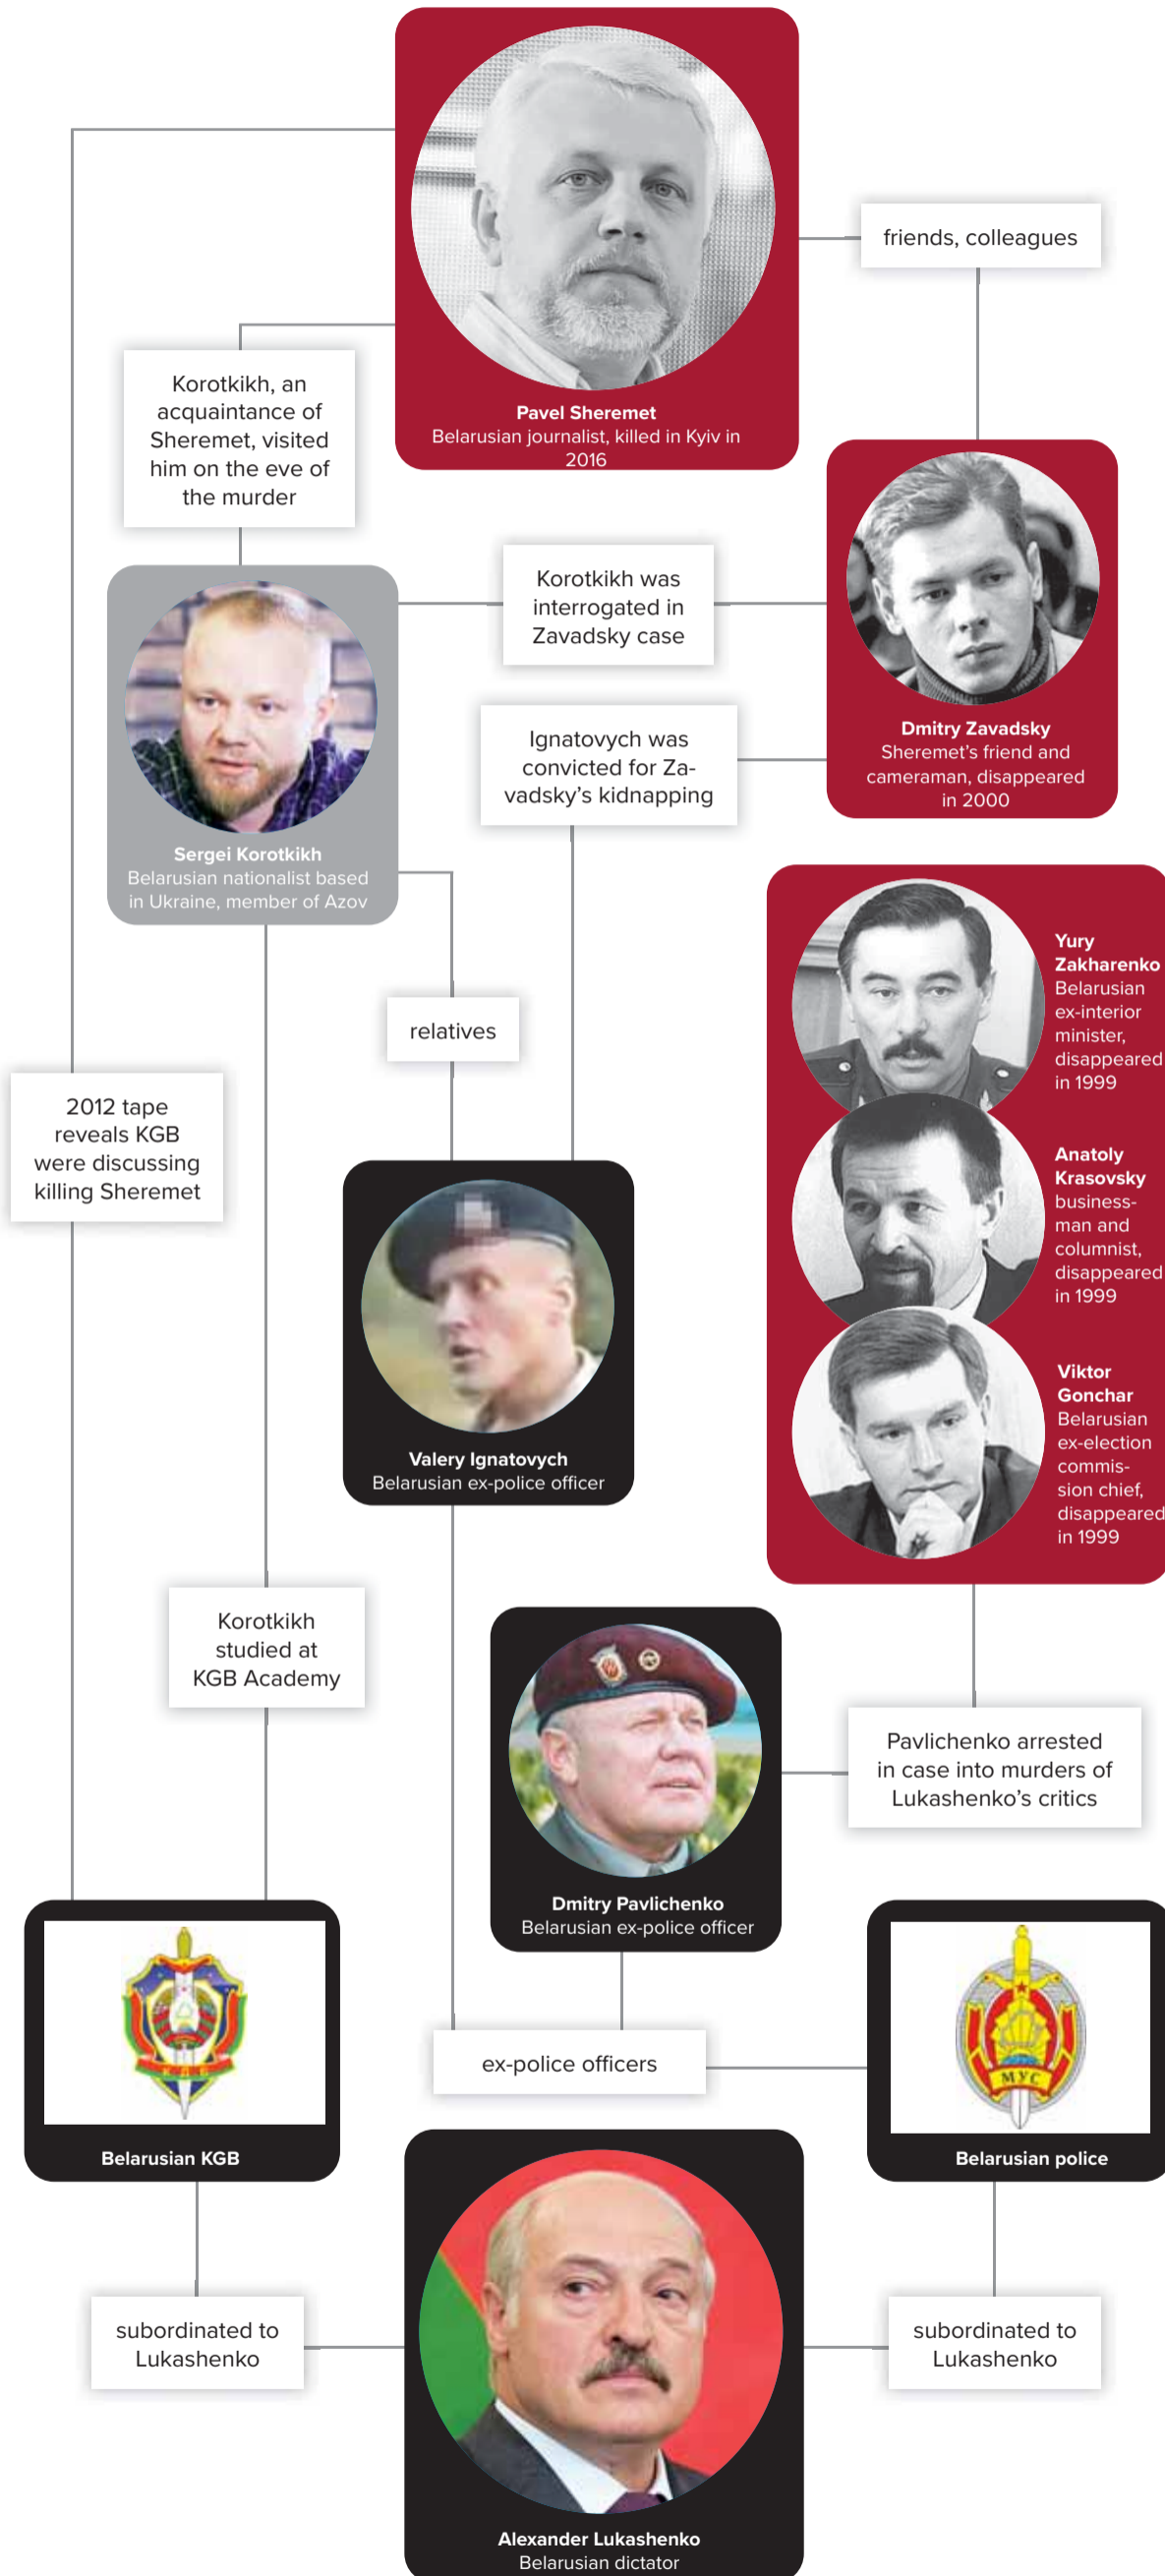 Pavel Sheremet
Belarusian journalist, killed in Kyiv in
2016
friends, colleagues
Korotkikh, an
acquaintance of
Sheremet, visited
him on the eve of
the murder
Korotkikh was
interrogated in
Zavadsky case
Dmitry Zavadsky
Sheremet's friend and
cameraman, disappeared
in 2000
Ignatovych was
convicted for Za-
vadsky's kidnapping
Sergei Korotkikh
Belarusian nationalist based
in Ukraine, member of Azov
Yury
Zakharenko
Belarusian
ex-interior
minister,
disappeared
in 1999
relatives
2012 tape
reveals KGB
were discussing
killing Sheremet
Anatoly
Krasovsky
business-
man and
columnist,
disappeared
in 1999
Valery Ignatovych
Belarusian ex-police officer
Viktor
Gonchar
Belarusian
ex-election
commis-
sion chief,
disappeared
in 1999
Korotkikh
studied at
KGB Academy
Pavlichenko arrested
in case into murders of
Lukashenko's critics
Dmitry Pavlichenko
Belarusian ex-police officer
ex-police officers
МУС
Belarusian KGB
Belarusian police
subordinated to
Lukashenko
subordinated to
Lukashenko
Alexander Lukashenko
Belarusian dictator